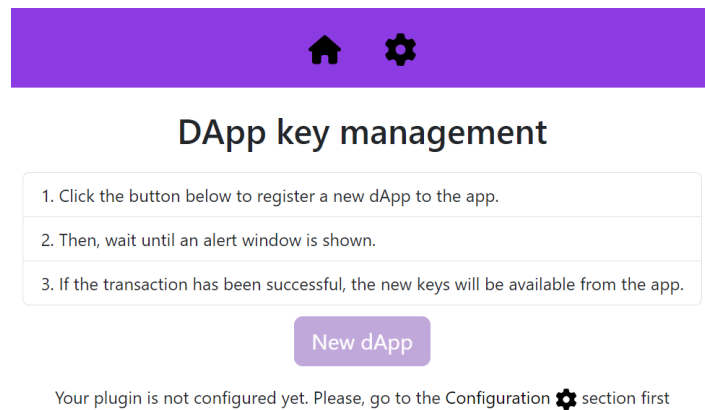 DApp key management
1. Click the button below to register a new dApp to the app.
2. Then, wait until an alert window is shown.
3. If the transaction has been successful, the new keys will be available from the app.
New dApp
Your plugin is not configured yet. Please, go to the Configuration section first